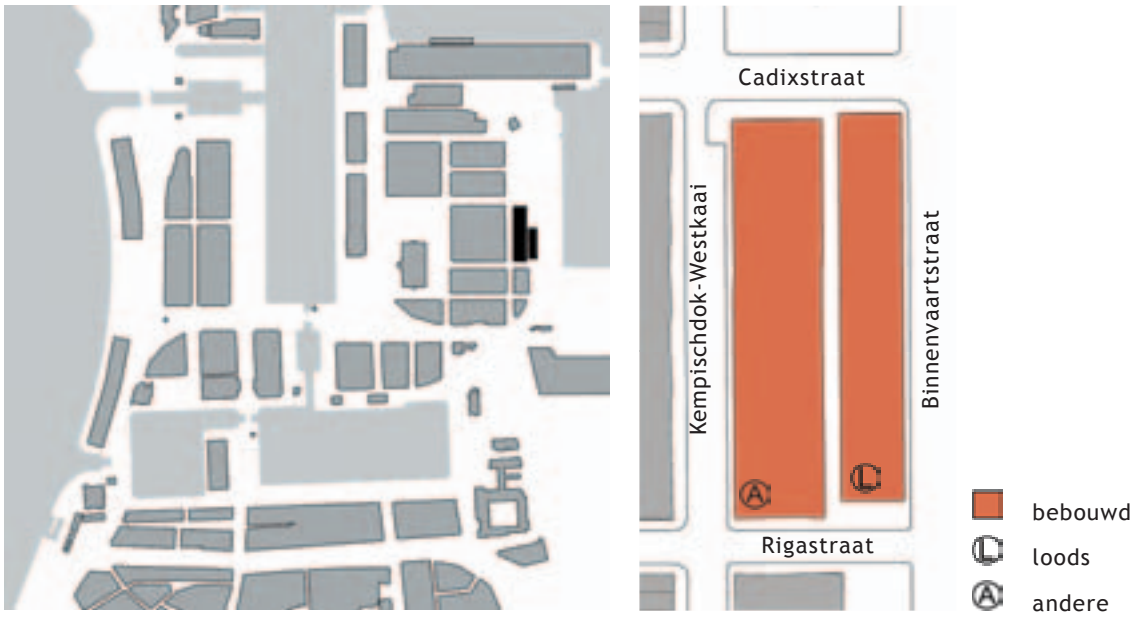 Cadixstraat
Kempischdok-Westkaai
Binnenvaartstraat
A
L
Rigastraat
bebouwd
L loods
A andere